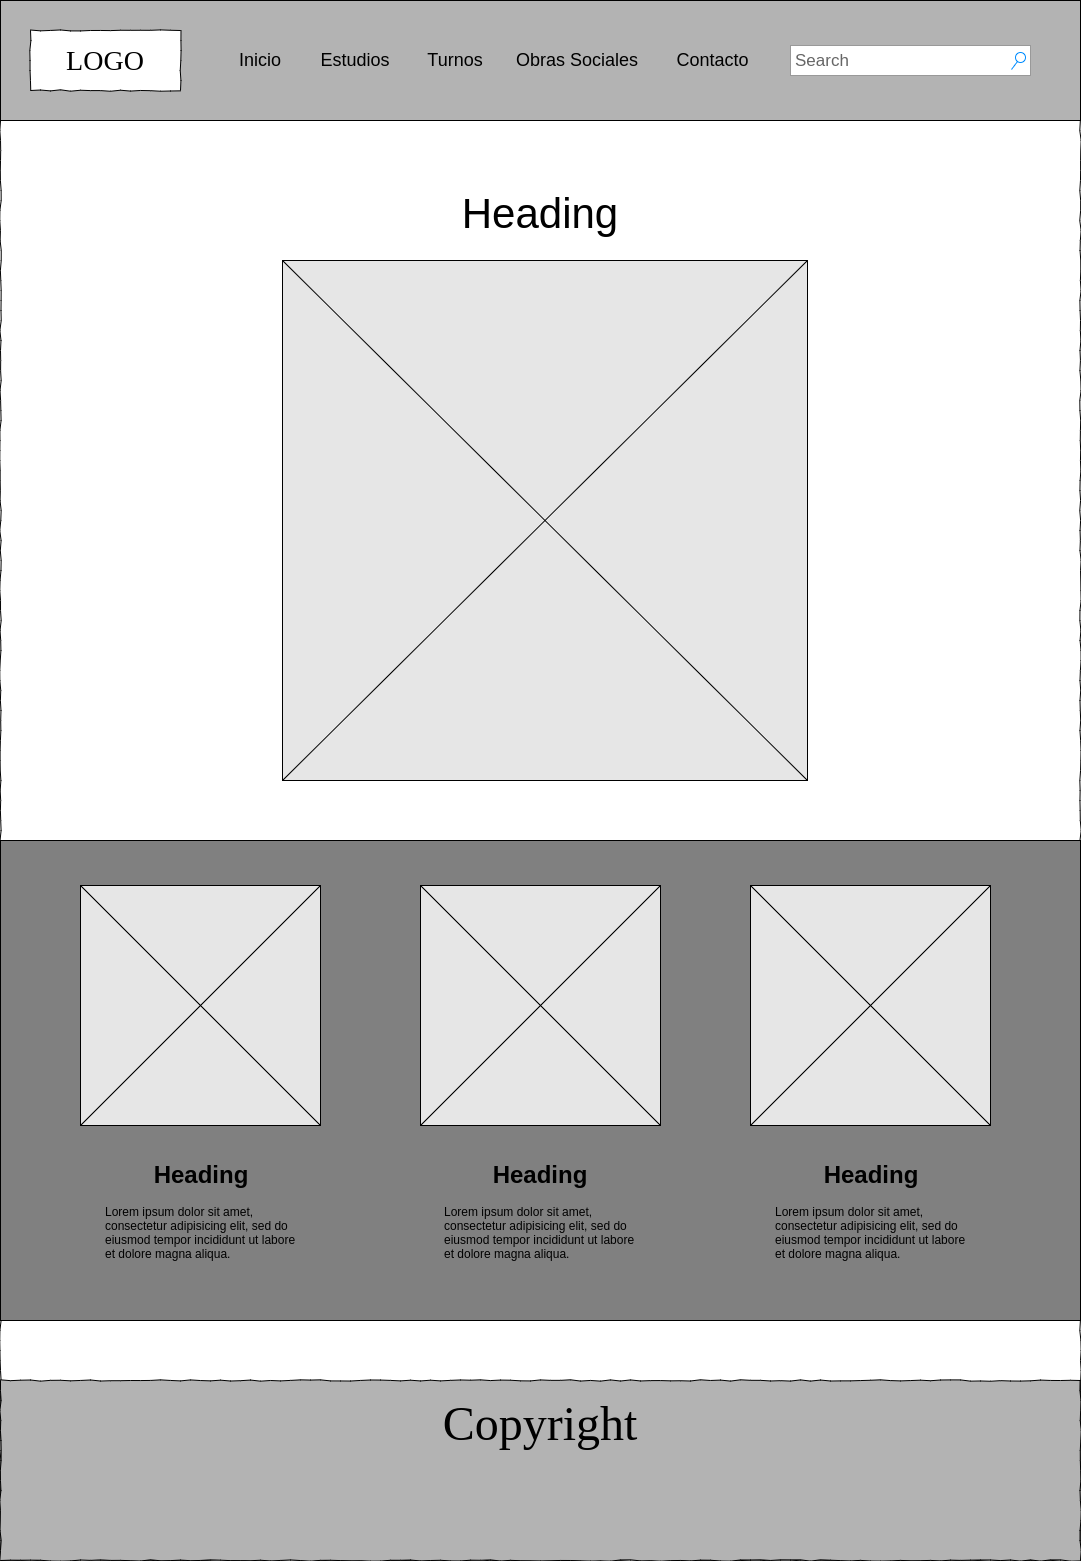 LOGO
Inicio Estudios Turnos Obras Sociales Contacto Search
Heading
Heading
Lorem ipsum dolor sit amet,
consectetur adipisicing elit, sed do
eiusmod tempor incididunt ut labore
et dolore magna aliqua.
Heading
Lorem ipsum dolor sit amet,
consectetur adipisicing elit, sed do
eiusmod tempor incididunt ut labore
et dolore magna aliqua.
Heading
Lorem ipsum dolor sit amet,
consectetur adipisicing elit, sed do
eiusmod tempor incididunt ut labore
et dolore magna aliqua.
Copyright